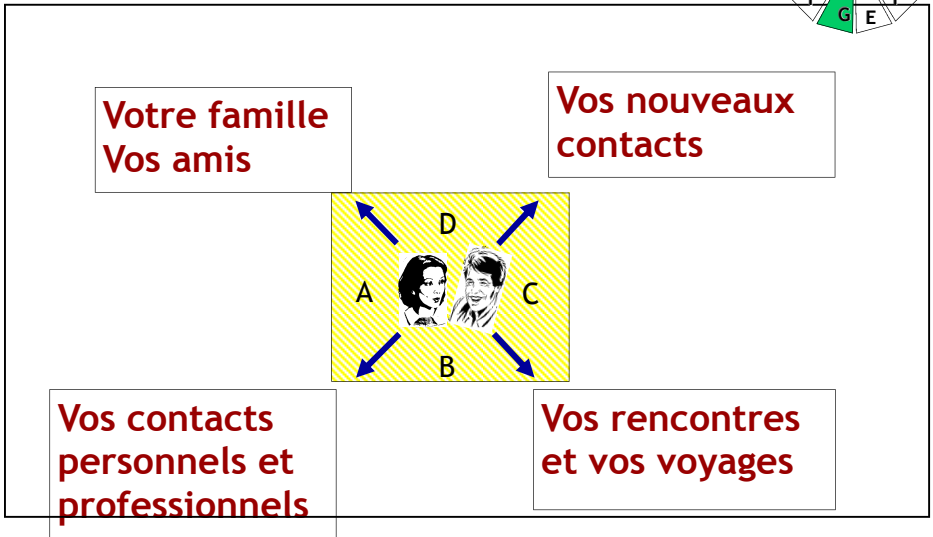 G E
Votre famille
Vos amis
Vos nouveaux
contacts
D
A
C
B
Vos contacts
personnels et
professionnels
Vos rencontres
et vos voyages